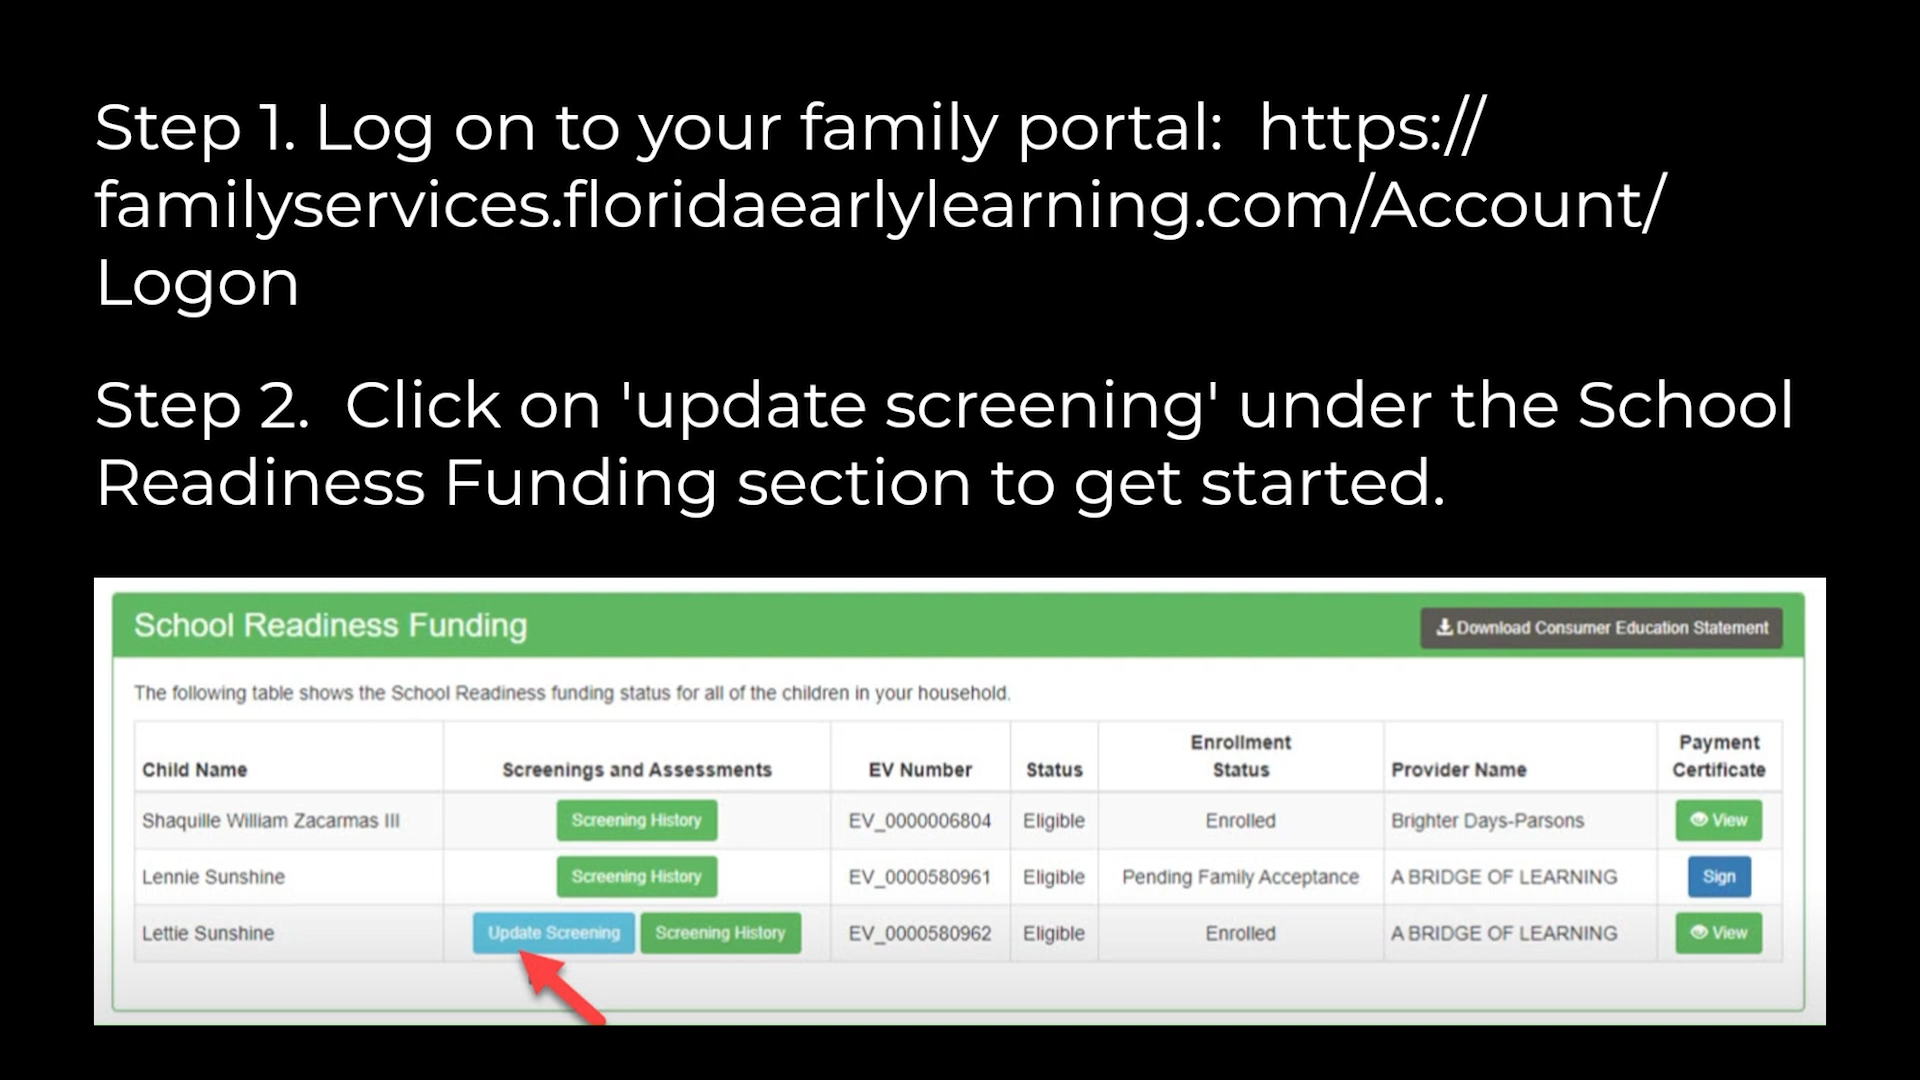 Step 1. Log on to your family portal:  https://
familyservices.floridaearlylearning.com/Account/
Logon
Step 2.  Click on 'update screening' under the School
Readiness Funding section to get started.
School Readiness Funding
Download Consumer Education Statement
The following table shows the School Readiness funding status for all of the children in your household.
Child Name Screenings and Assessments EV Number Status Enrollment Status Provider Name Payment Certificate
Shaquille William Zacarmas III Screening History EV_0000006804 Eligible Enrolled Brighter Days-Parsons View
Lennie Sunshine Screening History EV_0000580961 Eligible Pending Family Acceptance A BRIDGE OF LEARNING Sign
Lettie Sunshine Update Screening Screening History EV_0000580962 Eligible Enrolled A BRIDGE OF LEARNING View